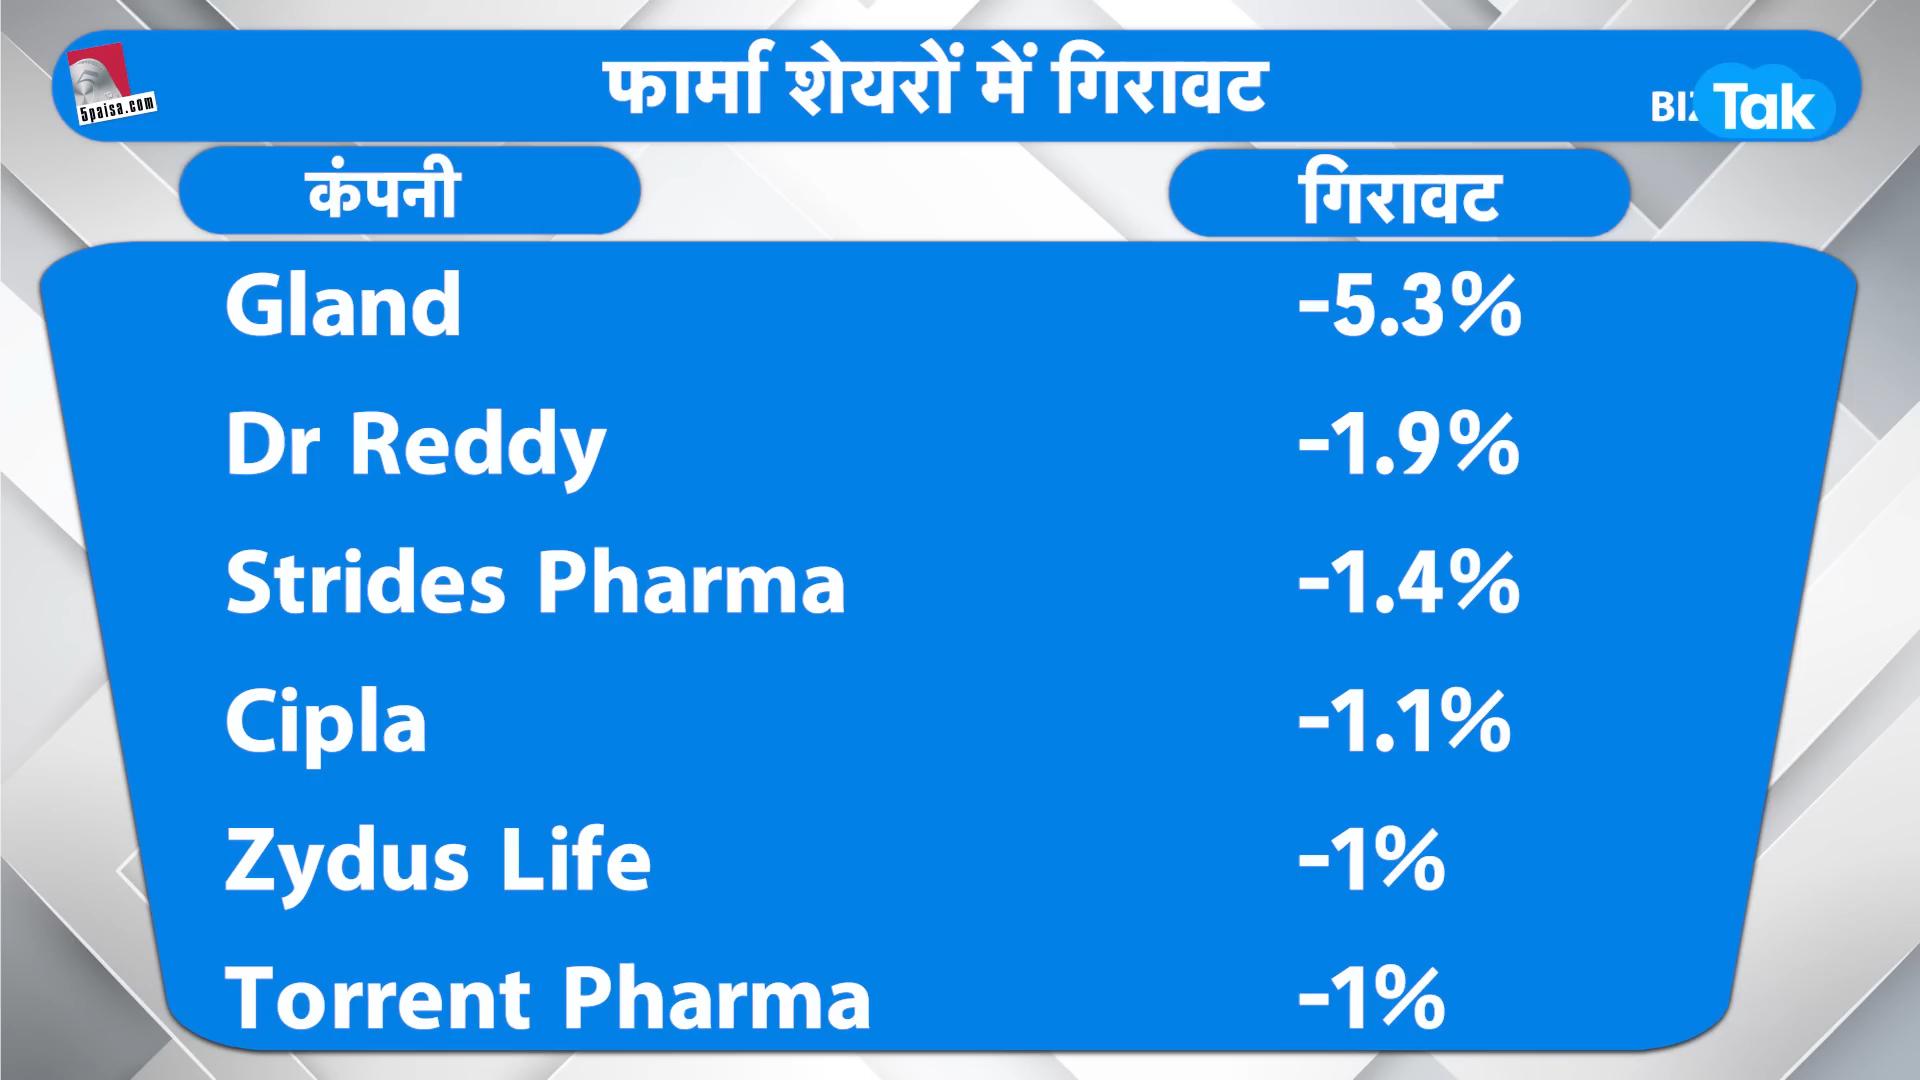 फार्मा शेयरों में गिरावट
5paisa.com
BIZ Tak
कंपनी गिरावट
Gland -5.3%
Dr Reddy -1.9%
Strides Pharma -1.4%
Cipla -1.1%
Zydus Life -1%
Torrent Pharma -1%